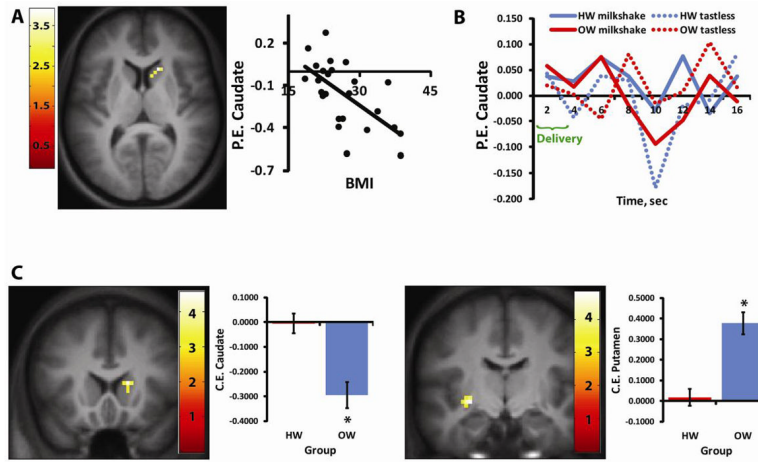 A
3.5
2.5
1.5
0.5
P.E. Caudate
0.2
-0.1
-0.4
-0.7
15
30
45
BMI
B
HW milkshake
HW tastless
OW milkshake
OW tastless
P.E. Caudate
0.150
0.100
0.050
0.000
-0.050
-0.100
-0.150
-0.200
2 4 6 8 10 12 14 16
Delivery
Time, sec
C
4
3
2
1
C.E. Caudate
0.1000
0.0000
-0.1000
-0.2000
-0.3000
-0.4000
*
HW OW
Group
4
3
2
1
C.E. Putamen
0.5000
0.4000
0.3000
0.2000
0.1000
0.0000
-0.1000
*
HW OW
Group